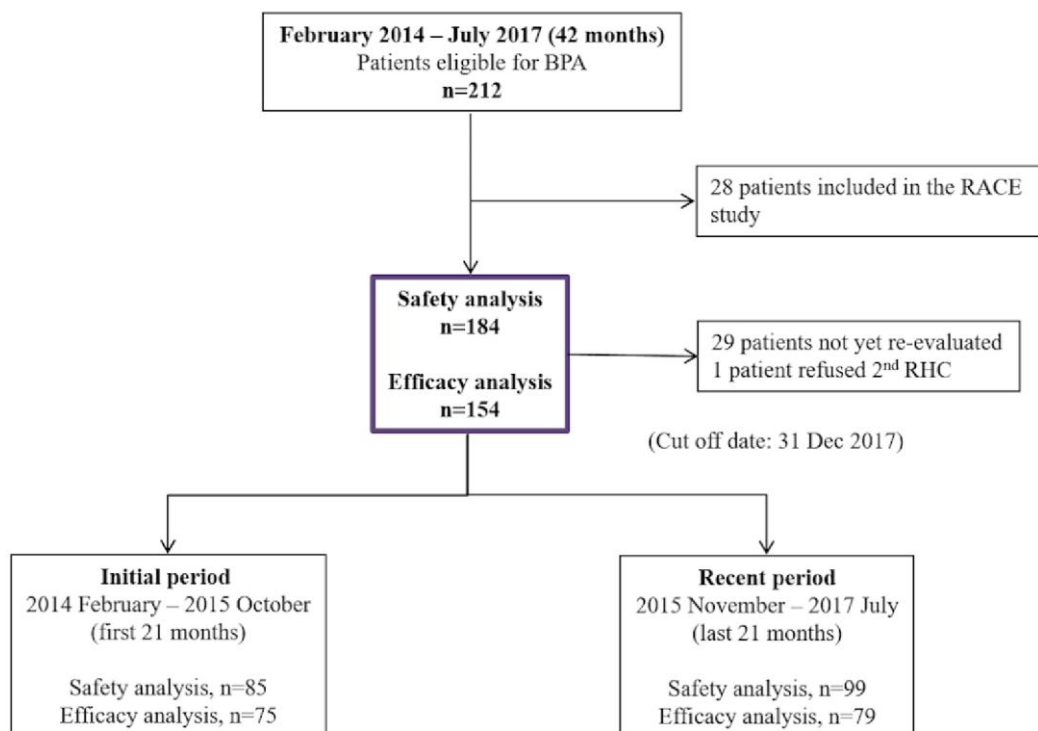 February 2014 – July 2017 (42 months)
Patients eligible for BPA
n=212
28 patients included in the RACE
study
Safety analysis
n=184
Efficacy analysis
n=154
29 patients not yet re-evaluated
1 patient refused 2nd RHC
(Cut off date: 31 Dec 2017)
Initial period
2014 February – 2015 October
(first 21 months)
Safety analysis, n=85
Efficacy analysis, n=75
Recent period
2015 November – 2017 July
(last 21 months)
Safety analysis, n=99
Efficacy analysis, n=79